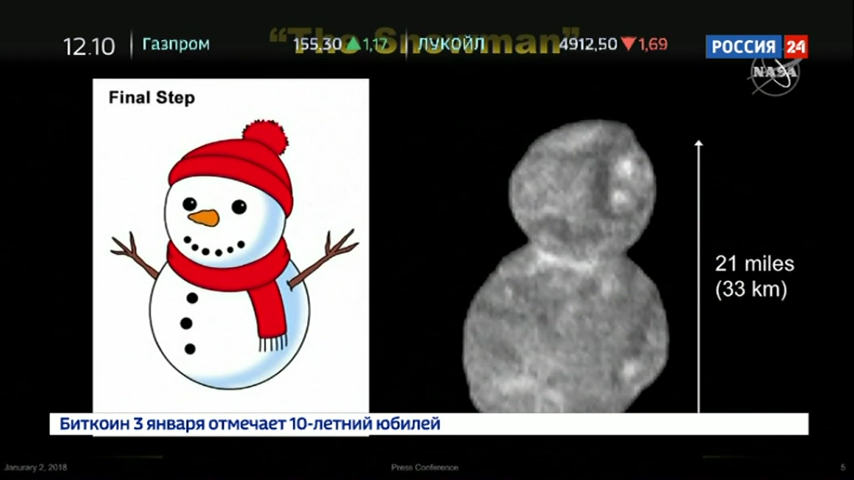 "The Snowman"
12.10 Газпром 155,30 ▲1,17 ЛУКОЙЛ 4912,50 ▼1,69 РОССИЯ 24
NASA
Final Step
21 miles
(33 km)
Биткоин 3 января отмечает 10-летний юбилей
Janurary 2, 2018 Press Conference 5